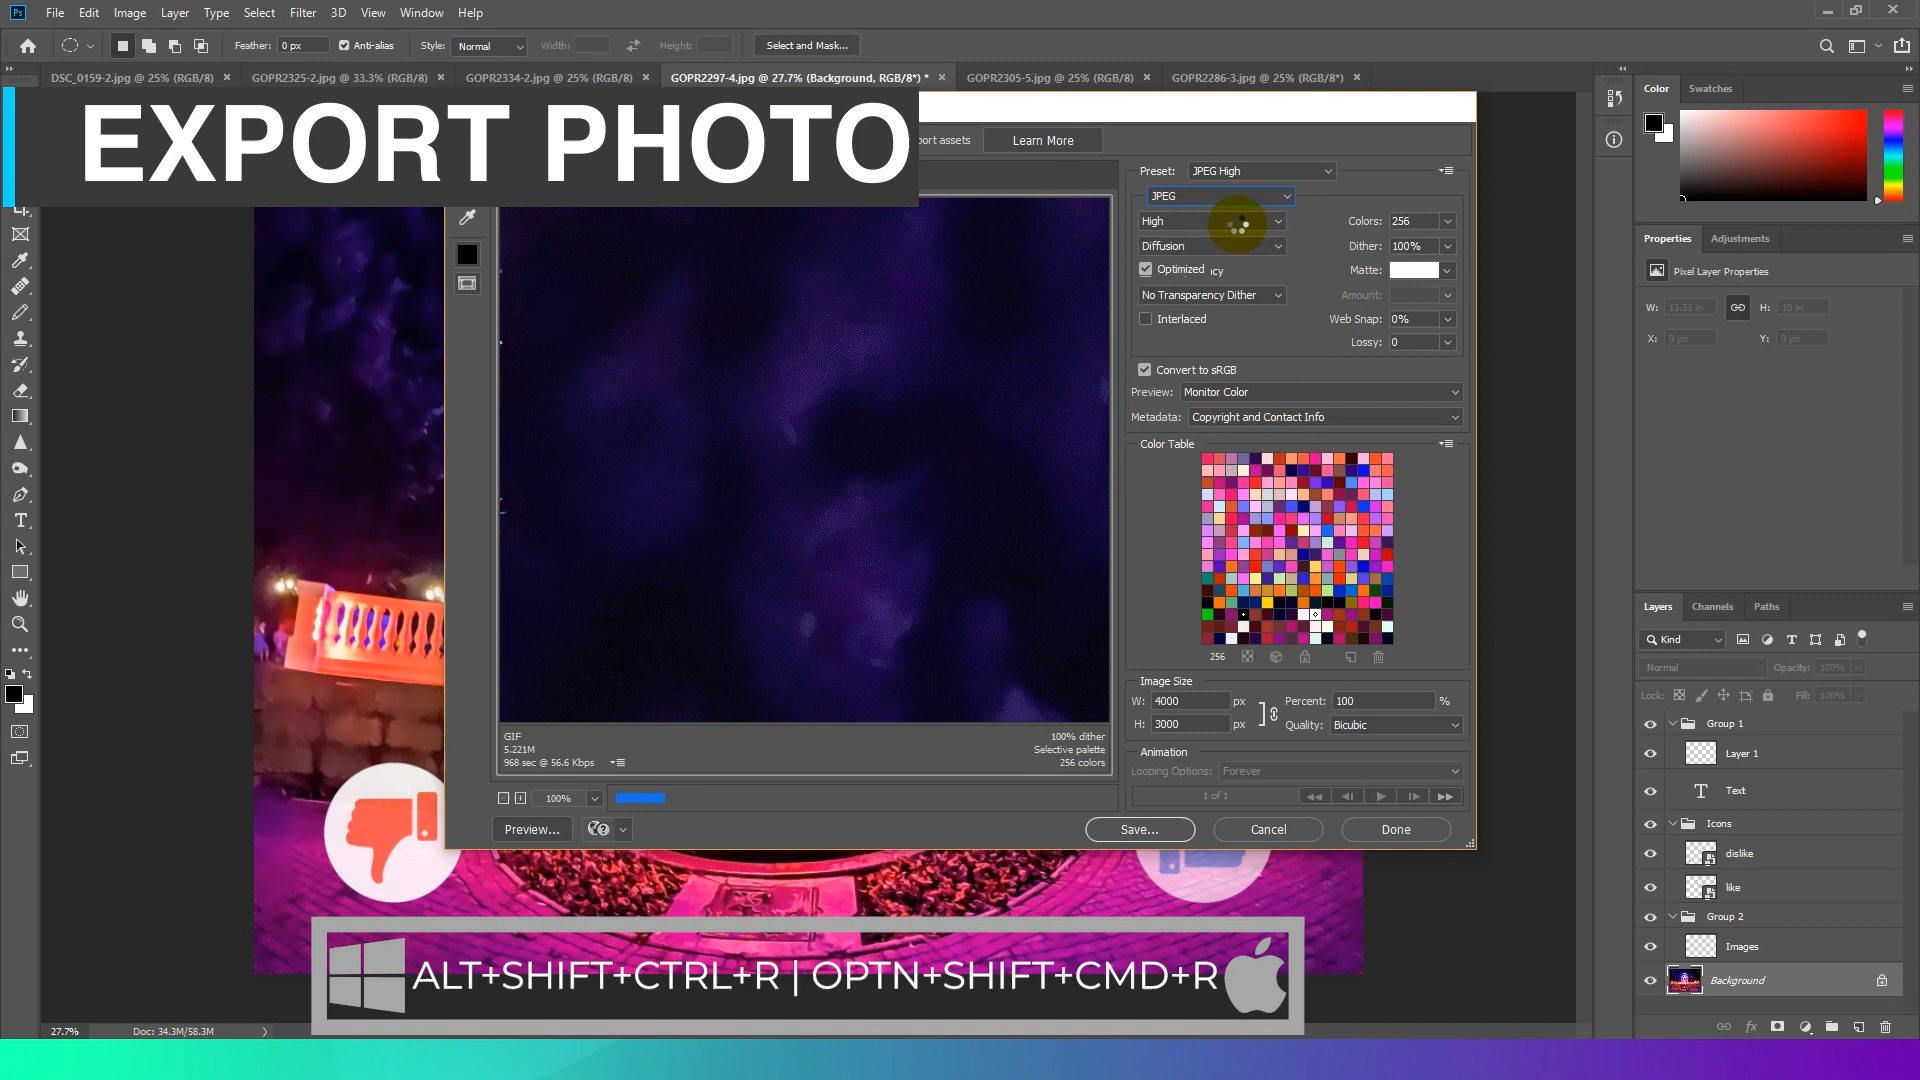 Ps File Edit Image Layer Type Select Filter 3D View Window Help
Feather: 0 px Anti-alias Style: Normal Width: Height: Select and Mask...
DSC_0159-2.jpg @ 25% (RGB/8) GOPR2325-2.jpg @ 33.3% (RGB/8) GOPR2334-2.jpg @ 25% (RGB/8) GOPR2297-4.jpg @ 27.7% (Background, RGB/8*) * GOPR2305-5.jpg @ 25% (RGB/8) GOPR2286-3.jpg @ 25% (RGB/8*)
EXPORT PHOTO
port assets Learn More
Preset: JPEG High
JPEG
High Colors: 256
Diffusion Dither: 100%
Optimized cy Matte:
No Transparency Dither Amount:
Interlaced Web Snap: 0%
Lossy: 0
Convert to sRGB
Preview: Monitor Color
Metadata: Copyright and Contact Info
Color Table
256
Image Size
W: 4000 px Percent: 100 %
H: 3000 px Quality: Bicubic
Animation
Looping Options: Forever
1 of 1
GIF 100% dither
5.221M Selective palette
968 sec @ 56.6 Kbps 256 colors
100%
Preview... Save... Cancel Done
Color Swatches
Properties Adjustments
Pixel Layer Properties
W: 13.33 in H: 10 in
X: 0 px Y: 0 px
Layers Channels Paths
Kind
Normal Opacity: 100%
Lock: Fill: 100%
Group 1
Layer 1
T Text
Icons
dislike
like
Group 2
Images
Background
fx
ALT+SHIFT+CTRL+R | OPTN+SHIFT+CMD+R
27.7% Doc: 34.3M/58.3M